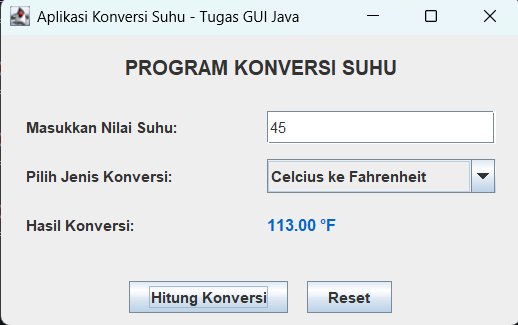 Aplikasi Konversi Suhu - Tugas GUI Java
PROGRAM KONVERSI SUHU
Masukkan Nilai Suhu: 45
Pilih Jenis Konversi: Celcius ke Fahrenheit
Hasil Konversi: 113.00 °F
Hitung Konversi Reset